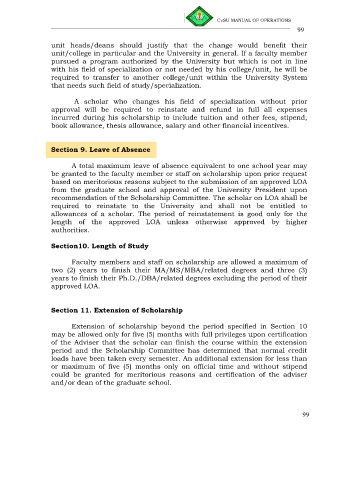 CvSU MANUAL OF OPERATIONS
99
unit heads/deans should justify that the change would benefit their
unit/college in particular and the University in general. If a faculty member
pursued a program authorized by the University but which is not in line
with his field of specialization or not needed by his college/unit, he will be
required to transfer to another college/unit within the University System
that needs such field of study/specialization.
A scholar who changes his field of specialization without prior
approval will be required to reinstate and refund in full all expenses
incurred during his scholarship to include tuition and other fees, stipend,
book allowance, thesis allowance, salary and other financial incentives.
Section 9. Leave of Absence
A total maximum leave of absence equivalent to one school year may
be granted to the faculty member or staff on scholarship upon prior request
based on meritorious reasons subject to the submission of an approved LOA
from the graduate school and approval of the University President upon
recommendation of the Scholarship Committee. The scholar on LOA shall be
required to reinstate to the University and shall not be entitled to
allowances of a scholar. The period of reinstatement is good only for the
length of the approved LOA unless otherwise approved by higher
authorities.
Section10. Length of Study
Faculty members and staff on scholarship are allowed a maximum of
two (2) years to finish their MA/MS/MBA/related degrees and three (3)
years to finish their Ph.D./DBA/related degrees excluding the period of their
approved LOA.
Section 11. Extension of Scholarship
Extension of scholarship beyond the period specified in Section 10
may be allowed only for five (5) months with full privileges upon certification
of the Adviser that the scholar can finish the course within the extension
period and the Scholarship Committee has determined that normal credit
loads have been taken every semester. An additional extension for less than
or maximum of five (5) months only on official time and without stipend
could be granted for meritorious reasons and certification of the adviser
and/or dean of the graduate school.
99